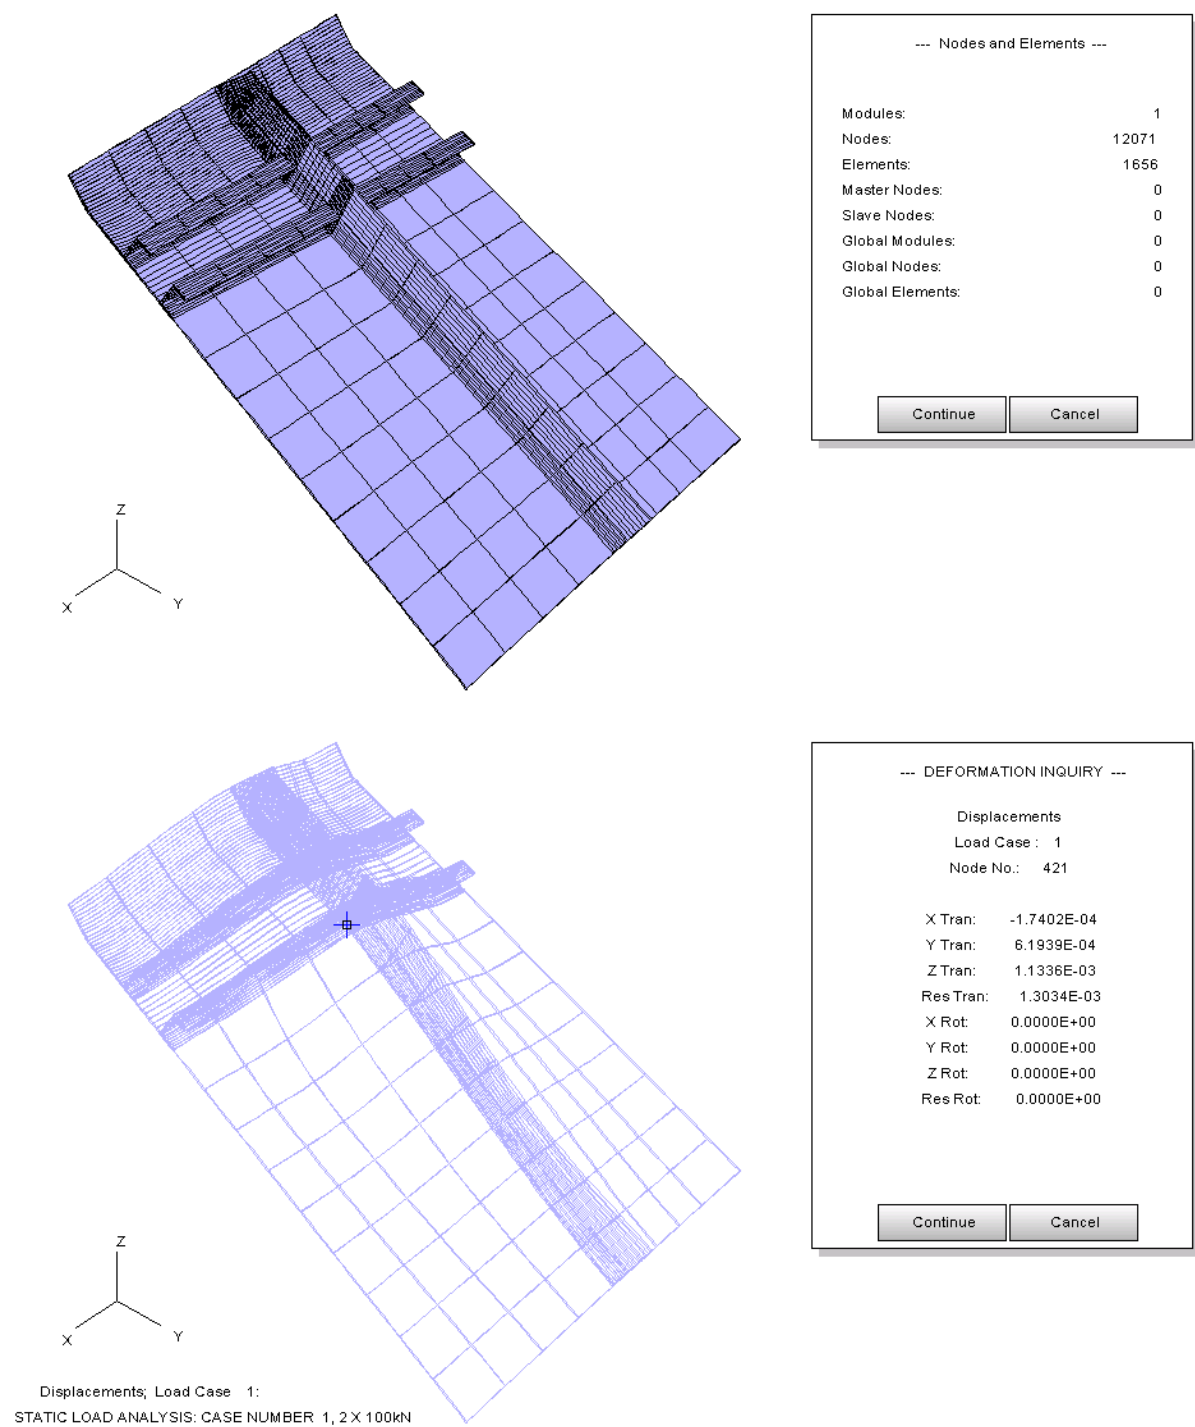 --- Nodes and Elements ---
Modules: 1
Nodes: 12071
Elements: 1656
Master Nodes: 0
Slave Nodes: 0
Global Modules: 0
Global Nodes: 0
Global Elements: 0
Continue Cancel
Z
X Y
--- DEFORMATION INQUIRY ---
Displacements
Load Case : 1
Node No.: 421
X Tran: -1.7402E-04
Y Tran: 6.1939E-04
Z Tran: 1.1336E-03
Res Tran: 1.3034E-03
X Rot: 0.0000E+00
Y Rot: 0.0000E+00
Z Rot: 0.0000E+00
Res Rot: 0.0000E+00
Continue Cancel
Z
X Y
Displacements; Load Case 1:
STATIC LOAD ANALYSIS: CASE NUMBER 1, 2 X 100kN